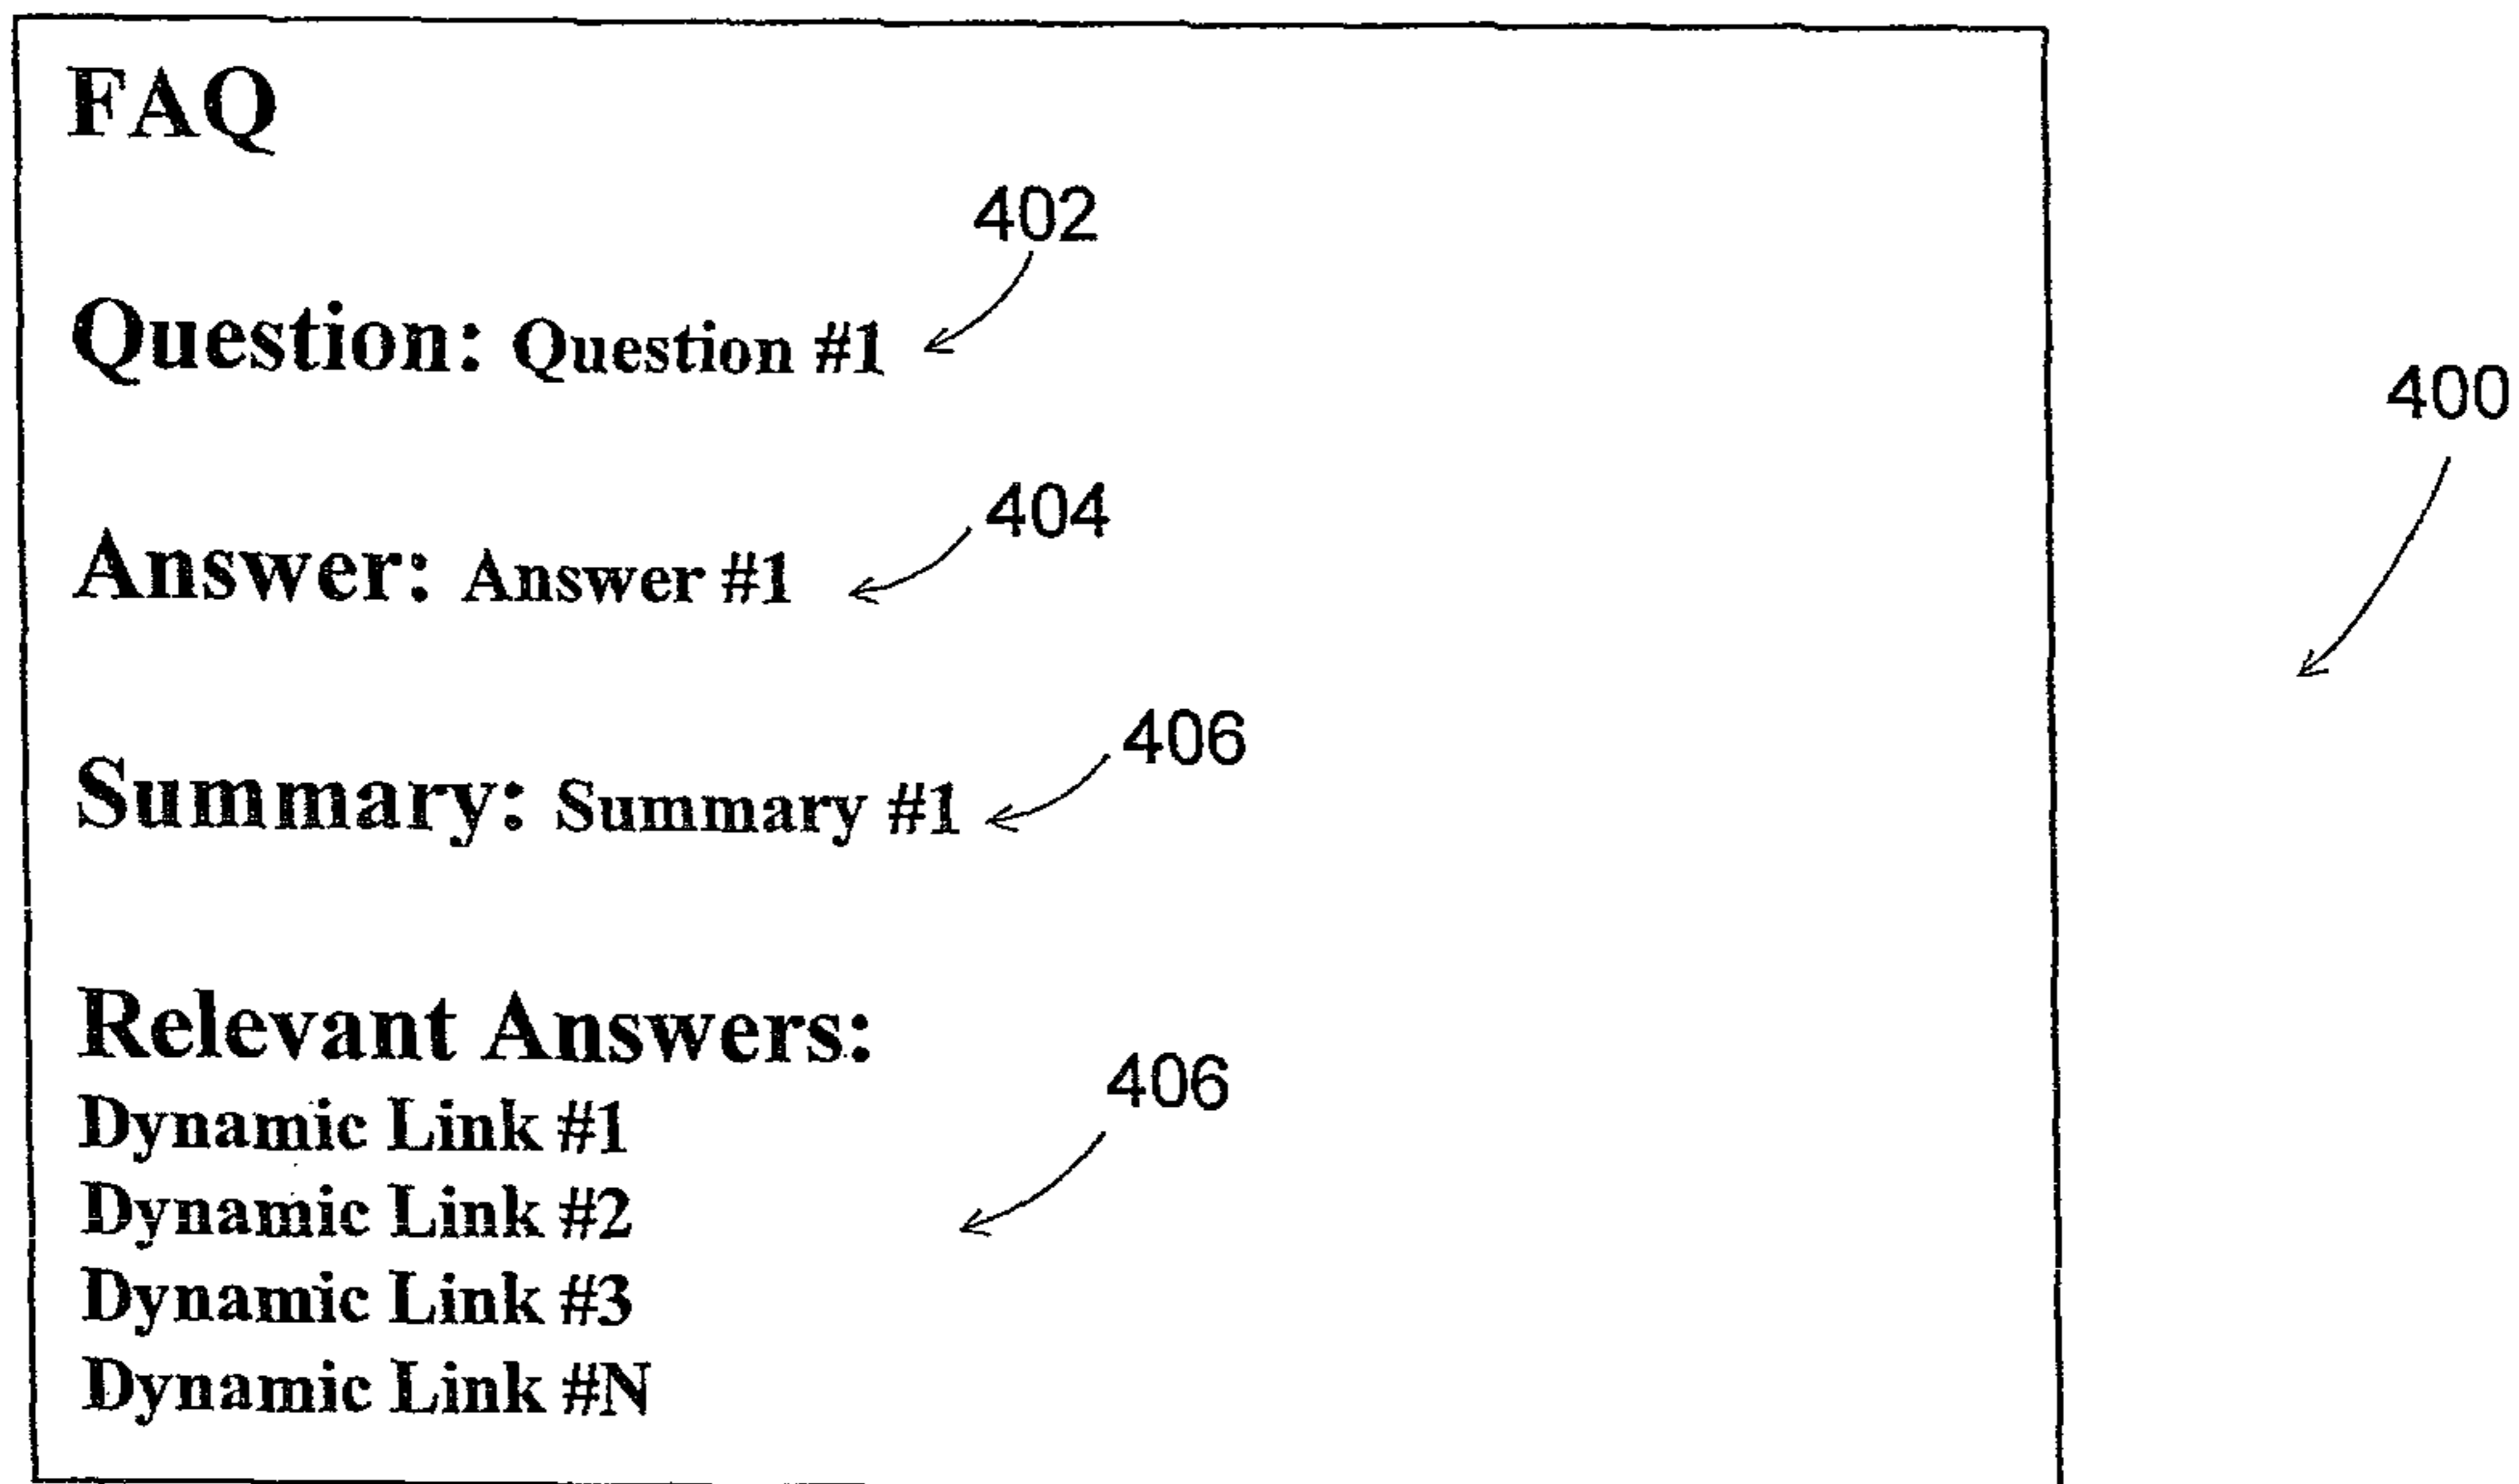 FAQ
402
Question: Question #1
400
404
Answer: Answer #1
406
Summary: Summary #1
Relevant Answers:
406
Dynamic Link #1
Dynamic Link #2
Dynamic Link #3
Dynamic Link #N